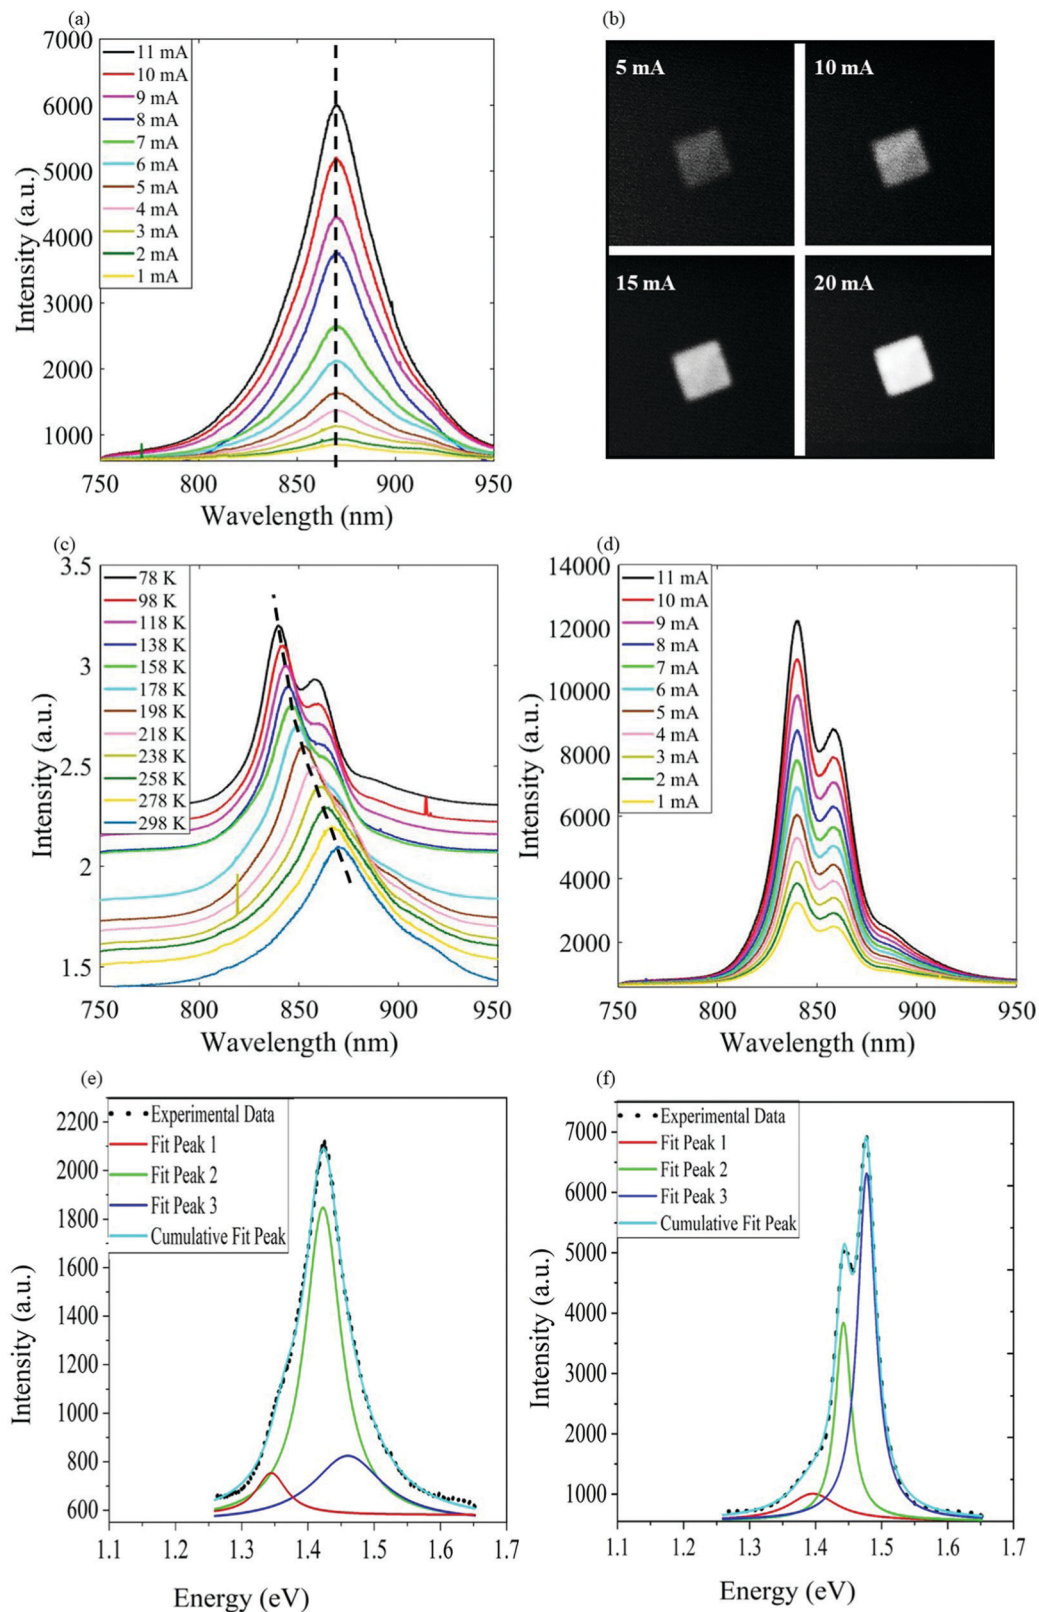 (a)
7000
6000
5000
4000
3000
2000
1000
Intensity (a.u.)
11 mA
10 mA
9 mA
8 mA
7 mA
6 mA
5 mA
4 mA
3 mA
2 mA
1 mA
750 800 850 900 950
Wavelength (nm)
(b)
5 mA
10 mA
15 mA
20 mA
(c)
3.5
3
2.5
2
1.5
Intensity (a.u.)
78 K
98 K
118 K
138 K
158 K
178 K
198 K
218 K
238 K
258 K
278 K
298 K
750 800 850 900 950
Wavelength (nm)
(d)
14000
12000
10000
8000
6000
4000
2000
Intensity (a.u.)
11 mA
10 mA
9 mA
8 mA
7 mA
6 mA
5 mA
4 mA
3 mA
2 mA
1 mA
750 800 850 900 950
Wavelength (nm)
(e)
2200
2000
1800
1600
1400
1200
1000
800
600
Intensity (a.u.)
Experimental Data
Fit Peak 1
Fit Peak 2
Fit Peak 3
Cumulative Fit Peak
1.1 1.2 1.3 1.4 1.5 1.6 1.7
Energy (eV)
(f)
7000
6000
5000
4000
3000
2000
1000
Intensity (a.u.)
Experimental Data
Fit Peak 1
Fit Peak 2
Fit Peak 3
Cumulative Fit Peak
1.1 1.2 1.3 1.4 1.5 1.6 1.7
Energy (eV)